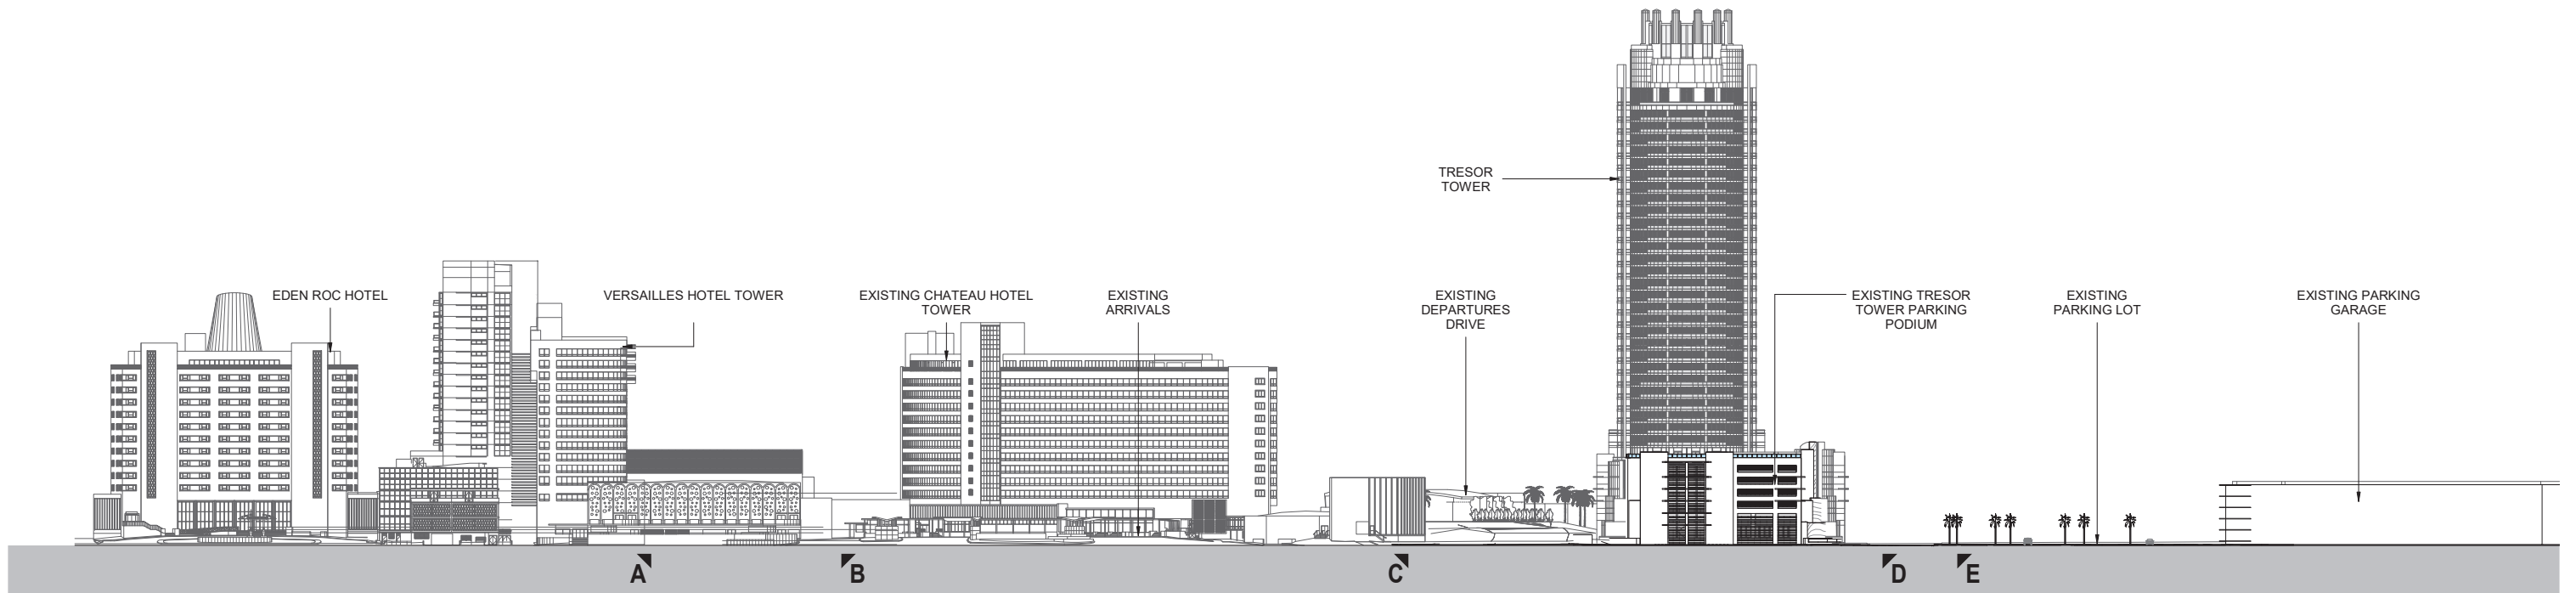 TRESOR
TOWER
EDEN ROC HOTEL
VERSAILLES HOTEL TOWER
EXISTING CHATEAU HOTEL
TOWER
EXISTING
ARRIVALS
EXISTING
DEPARTURES
DRIVE
EXISTING TRESOR
TOWER PARKING
PODIUM
EXISTING
PARKING LOT
EXISTING PARKING
GARAGE
A
B
C
D
E